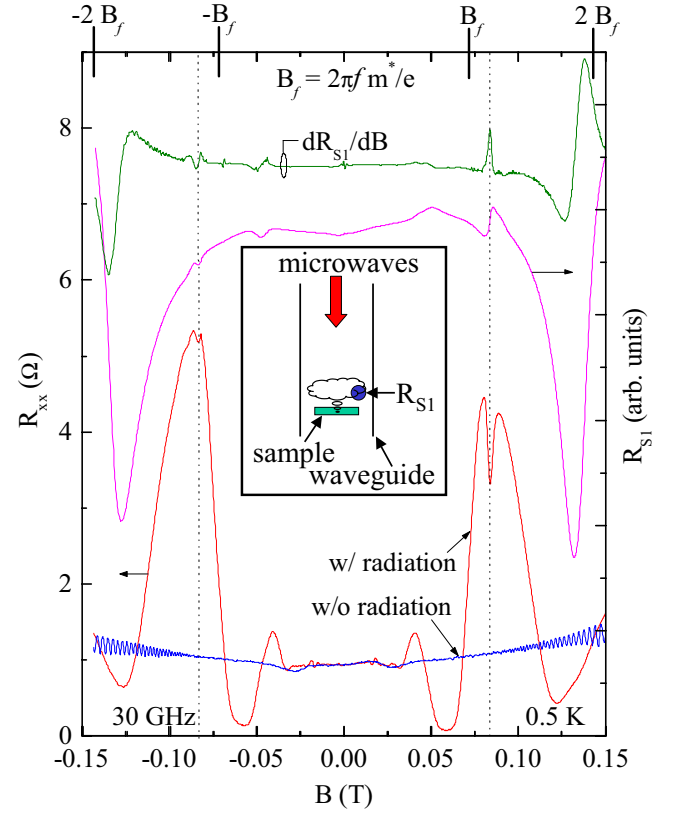 -2 B_f -B_f B_f 2 B_f
B_f = 2πf m*/e
dR_S1/dB
microwaves
R_S1
sample
waveguide
w/ radiation
w/o radiation
30 GHz 0.5 K
R_xx (Ω)
8
6
4
2
0
R_S1 (arb. units)
-0.15 -0.10 -0.05 0.00 0.05 0.10 0.15
B (T)